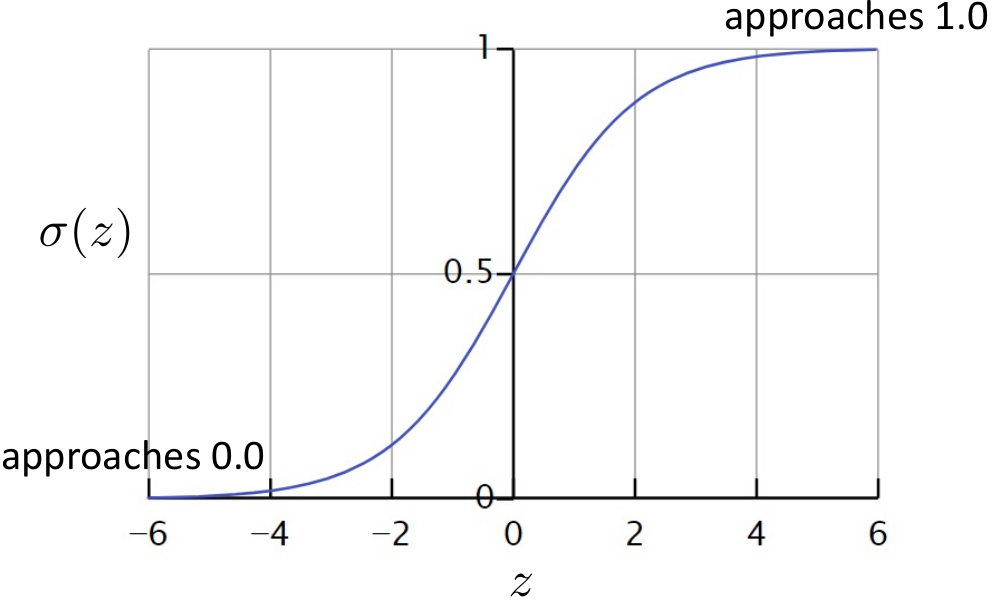 approaches 1.0
1
σ(z)
0.5
approaches 0.0
0
−6 −4 −2 0 2 4 6
z